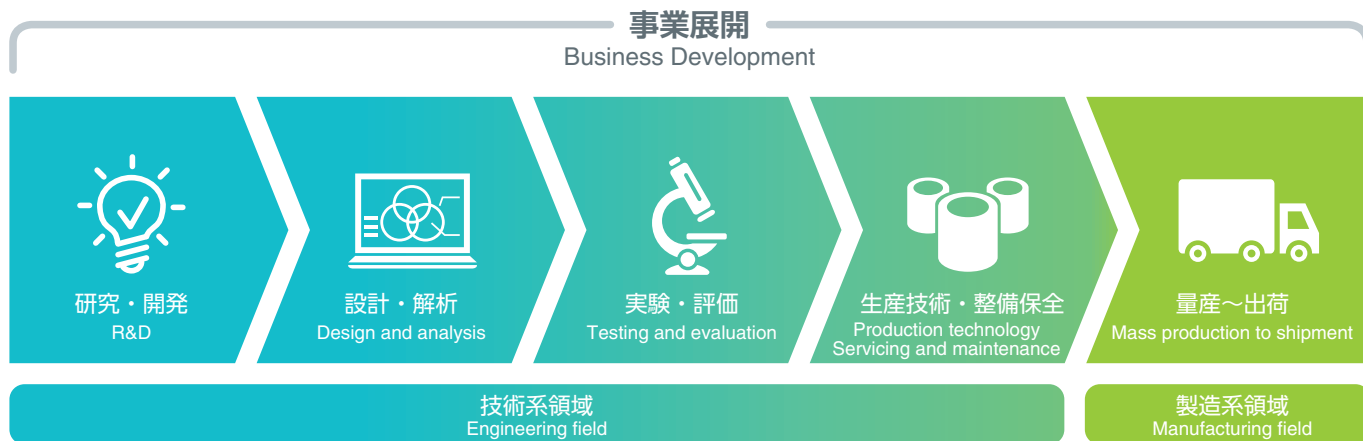 事業展開
Business Development
研究・開発
R&D
設計・解析
Design and analysis
実験・評価
Testing and evaluation
生産技術・整備保全
Production technology
Servicing and maintenance
量産～出荷
Mass production to shipment
技術系領域
Engineering field
製造系領域
Manufacturing field